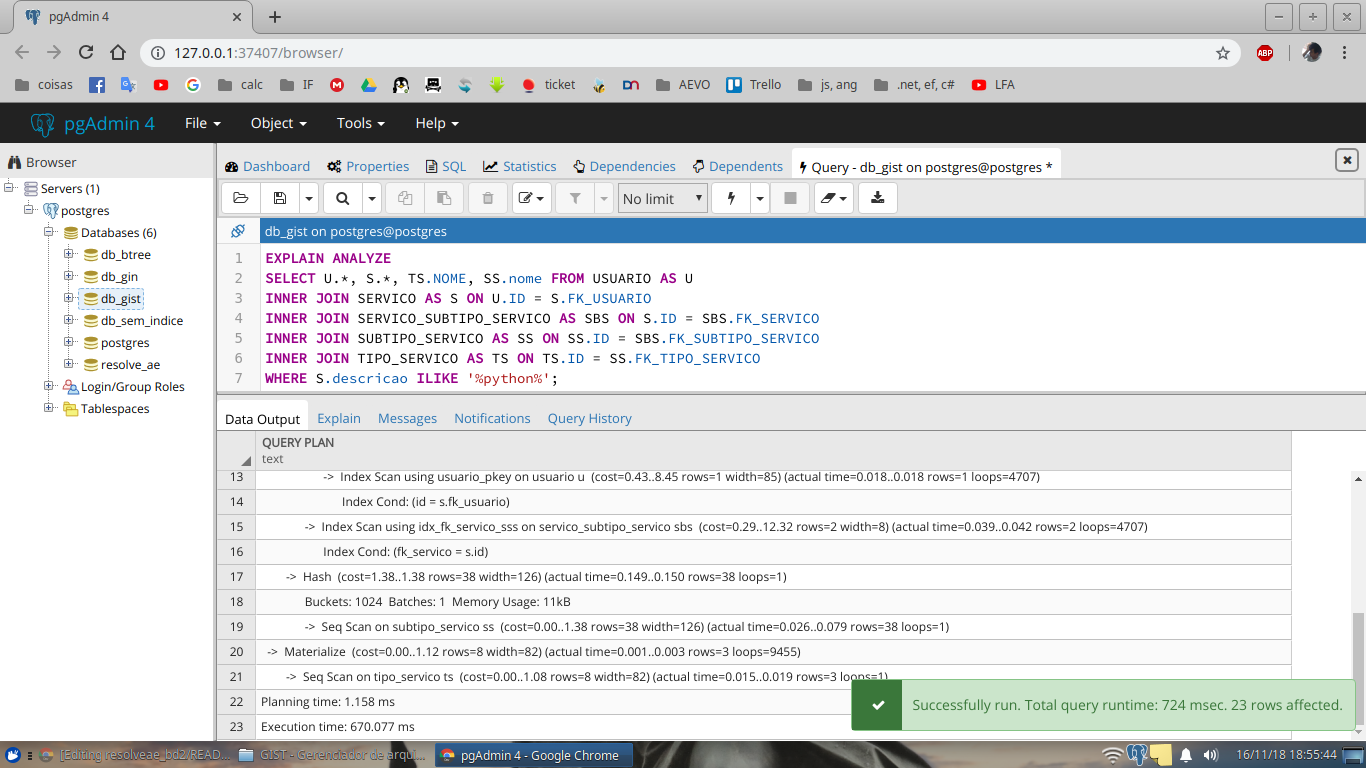 pgAdmin 4
127.0.0.1:37407/browser/
ABP
coisas
calc
IF
ticket
AEVO
Trello
js, ang
.net, ef, c#
LFA
pgAdmin 4
File
Object
Tools
Help
Browser
Servers (1)
postgres
Databases (6)
db_btree
db_gin
db_gist
db_sem_indice
postgres
resolve_ae
Login/Group Roles
Tablespaces
Dashboard
Properties
SQL
Statistics
Dependencies
Dependents
Query - db_gist on postgres@postgres *
No limit
db_gist on postgres@postgres
1 EXPLAIN ANALYZE
2 SELECT U.*, S.*, TS.NOME, SS.nome FROM USUARIO AS U
3 INNER JOIN SERVICO AS S ON U.ID = S.FK_USUARIO
4 INNER JOIN SERVICO_SUBTIPO_SERVICO AS SBS ON S.ID = SBS.FK_SERVICO
5 INNER JOIN SUBTIPO_SERVICO AS SS ON SS.ID = SBS.FK_SUBTIPO_SERVICO
6 INNER JOIN TIPO_SERVICO AS TS ON TS.ID = SS.FK_TIPO_SERVICO
7 WHERE S.descricao ILIKE '%python%';
Data Output
Explain
Messages
Notifications
Query History
QUERY PLAN
text
13 -> Index Scan using usuario_pkey on usuario u (cost=0.43..8.45 rows=1 width=85) (actual time=0.018..0.018 rows=1 loops=4707)
14 Index Cond: (id = s.fk_usuario)
15 -> Index Scan using idx_fk_servico_sss on servico_subtipo_servico sbs (cost=0.29..12.32 rows=2 width=8) (actual time=0.039..0.042 rows=2 loops=4707)
16 Index Cond: (fk_servico = s.id)
17 -> Hash (cost=1.38..1.38 rows=38 width=126) (actual time=0.149..0.150 rows=38 loops=1)
18 Buckets: 1024 Batches: 1 Memory Usage: 11kB
19 -> Seq Scan on subtipo_servico ss (cost=0.00..1.38 rows=38 width=126) (actual time=0.026..0.079 rows=38 loops=1)
20 -> Materialize (cost=0.00..1.12 rows=8 width=82) (actual time=0.001..0.003 rows=3 loops=9455)
21 -> Seq Scan on tipo_servico ts (cost=0.00..1.08 rows=8 width=82) (actual time=0.015..0.019 rows=3 loops=1)
22 Planning time: 1.158 ms
23 Execution time: 670.077 ms
Successfully run. Total query runtime: 724 msec. 23 rows affected.
[Editing resolveae_bd2/READ...
GIST - Gerenciador de arqui...
pgAdmin 4 - Google Chrome
16/11/18 18:55:44